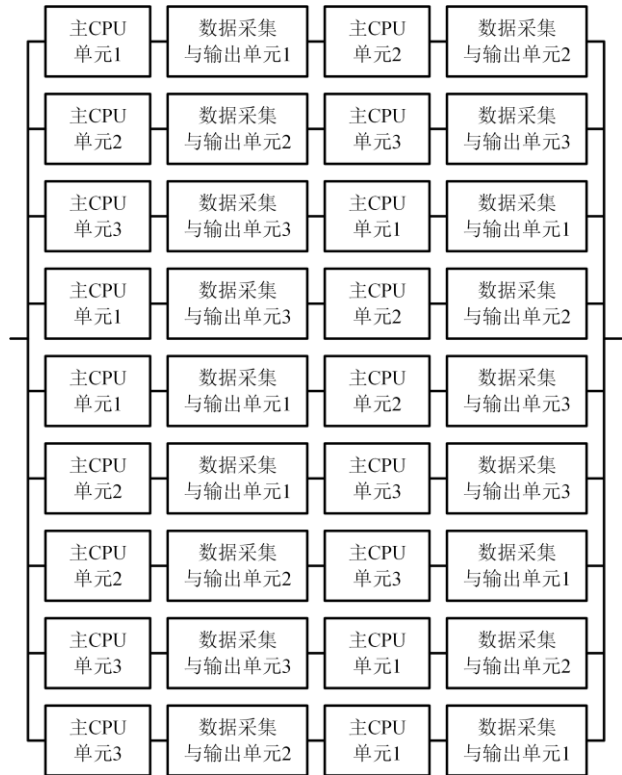 主CPU
单元1
数据采集
与输出单元1
主CPU
单元2
数据采集
与输出单元2
主CPU
单元2
数据采集
与输出单元2
主CPU
单元3
数据采集
与输出单元3
主CPU
单元3
数据采集
与输出单元3
主CPU
单元1
数据采集
与输出单元1
主CPU
单元1
数据采集
与输出单元3
主CPU
单元2
数据采集
与输出单元2
主CPU
单元1
数据采集
与输出单元1
主CPU
单元2
数据采集
与输出单元3
主CPU
单元2
数据采集
与输出单元1
主CPU
单元3
数据采集
与输出单元3
主CPU
单元2
数据采集
与输出单元2
主CPU
单元3
数据采集
与输出单元1
主CPU
单元3
数据采集
与输出单元3
主CPU
单元1
数据采集
与输出单元2
主CPU
单元3
数据采集
与输出单元2
主CPU
单元1
数据采集
与输出单元1